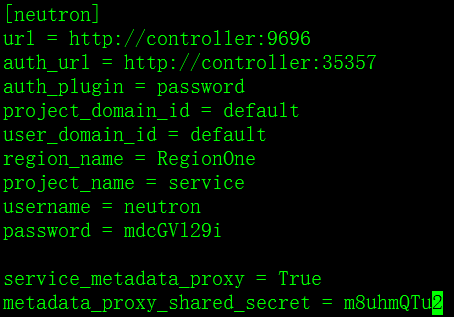 [neutron]
url = http://controller:9696
auth_url = http://controller:35357
auth_plugin = password
project_domain_id = default
user_domain_id = default
region_name = RegionOne
project_name = service
username = neutron
password = mdcGVl29i
service_metadata_proxy = True
metadata_proxy_shared_secret = m8uhmQTu2